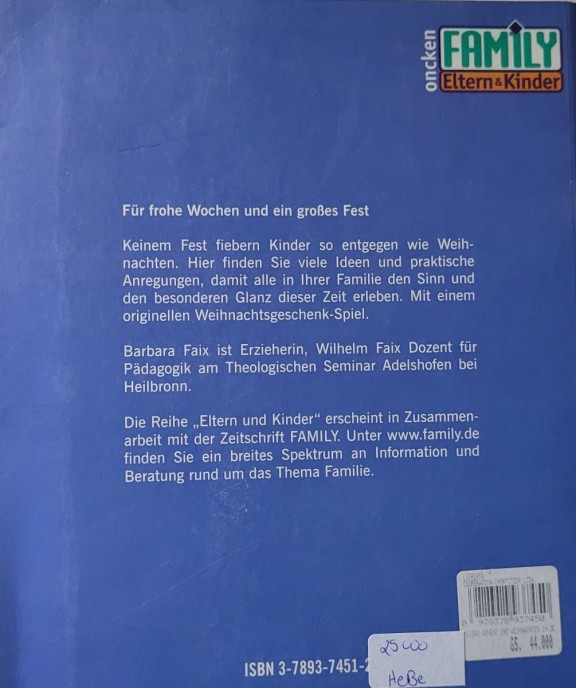 oncken
FAMILY
Eltern & Kinder
Für frohe Wochen und ein großes Fest
Keinem Fest fiebern Kinder so entgegen wie Weih-
nachten. Hier finden Sie viele Ideen und praktische
Anregungen, damit alle in Ihrer Familie den Sinn und
den besonderen Glanz dieser Zeit erleben. Mit einem
originellen Weihnachtsgeschenk-Spiel.
Barbara Faix ist Erzieherin, Wilhelm Faix Dozent für
Pädagogik am Theologischen Seminar Adelshofen bei
Heilbronn.
Die Reihe „Eltern und Kinder“ erscheint in Zusammen-
arbeit mit der Zeitschrift FAMILY. Unter www.family.de
finden Sie ein breites Spektrum an Information und
Beratung rund um das Thema Familie.
GS. 44.000
25 000
HeBe
ISBN 3-7893-7451-2